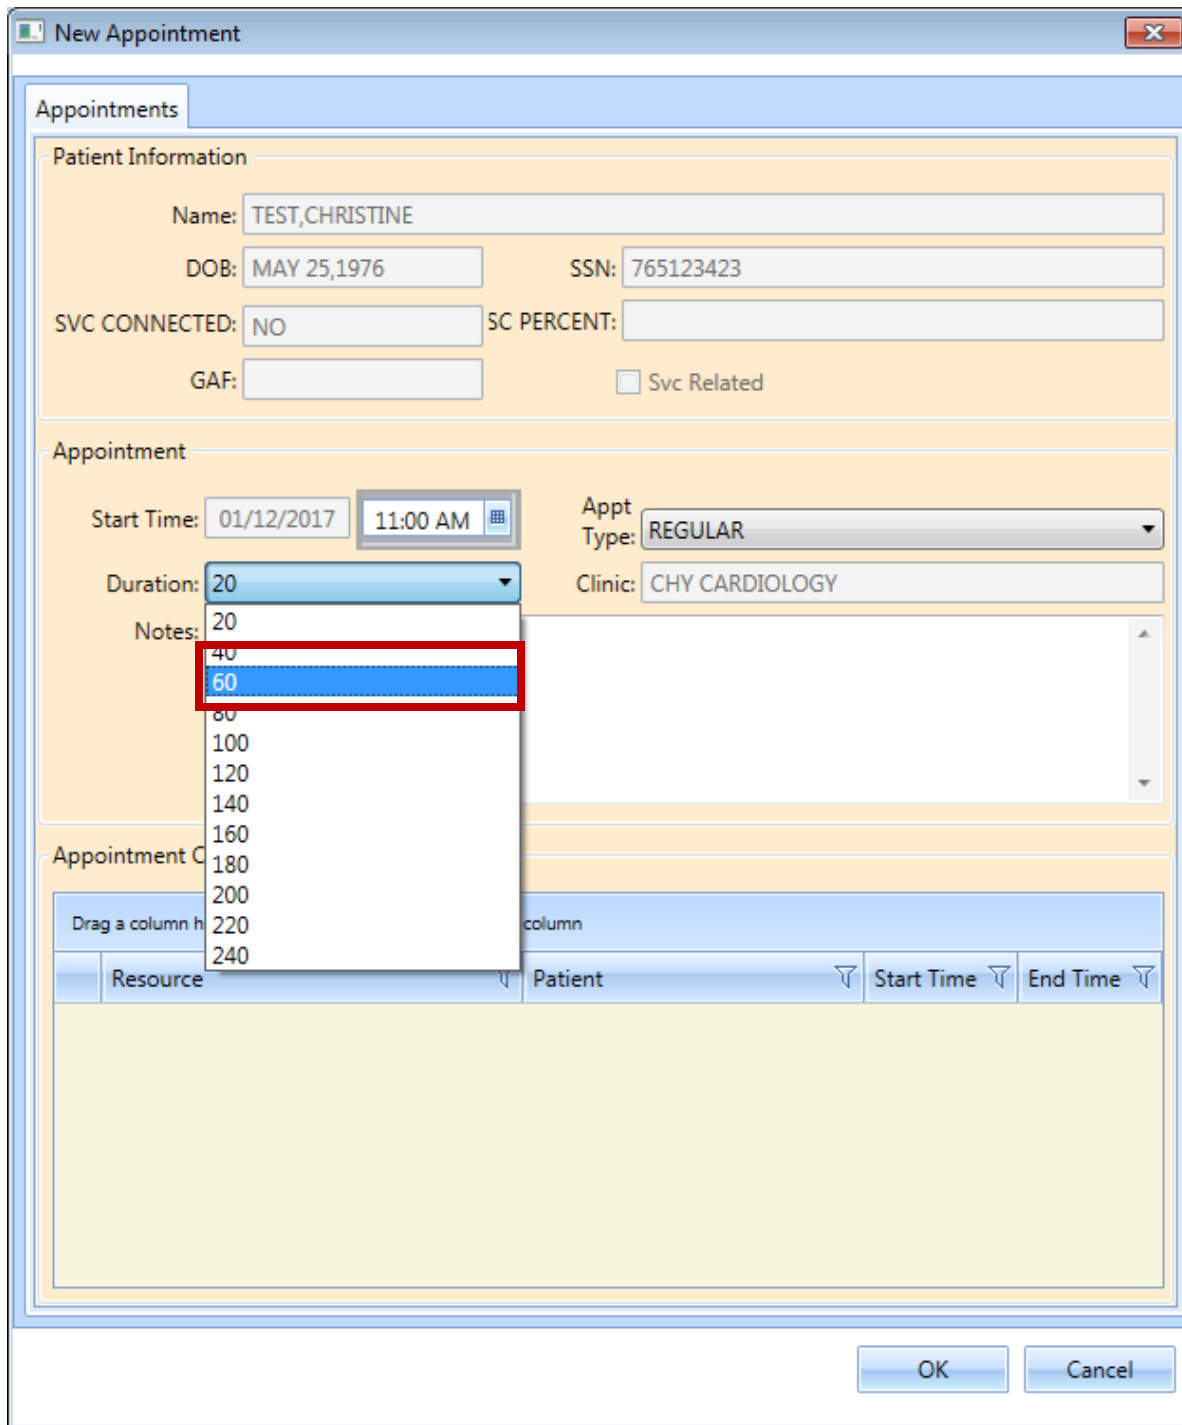 New Appointment
Appointments
Patient Information
Name: TEST,CHRISTINE
DOB: MAY 25,1976 SSN: 765123423
SVC CONNECTED: NO SC PERCENT:
GAF: Svc Related
Appointment
Start Time: 01/12/2017 11:00 AM Appt Type: REGULAR
Duration: 20 Clinic: CHY CARDIOLOGY
Notes:
20
40
60
80
100
120
140
160
180
200
220
240
Appointment C
Drag a column h column
Resource Patient Start Time End Time
OK Cancel